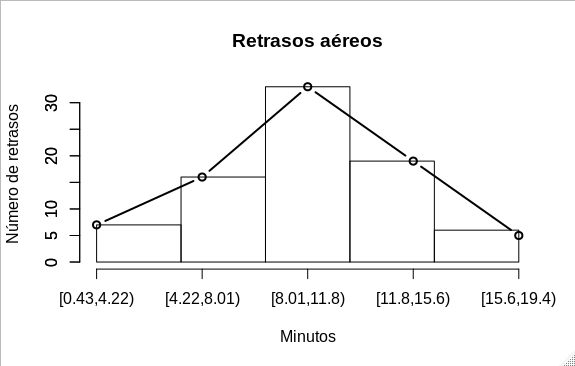 Retrasos aéreos
Número de retrasos
30
20
10
5
0
[0.43,4.22) [4.22,8.01) [8.01,11.8) [11.8,15.6) [15.6,19.4)
Minutos